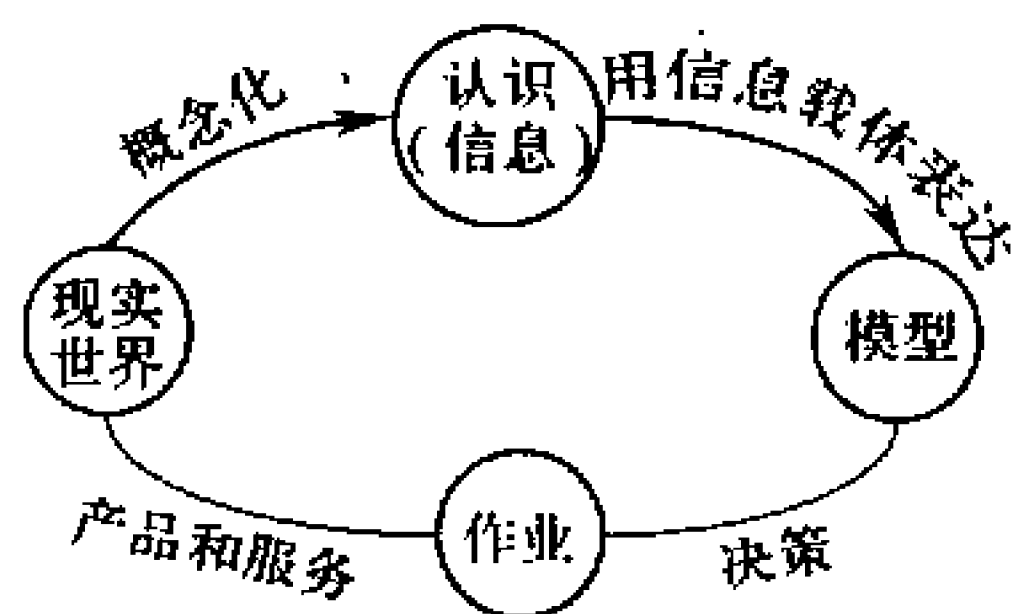 概念化
认识
(信息)
用信息载体表达
现实
世界
模型
产品和服务
作业
决策